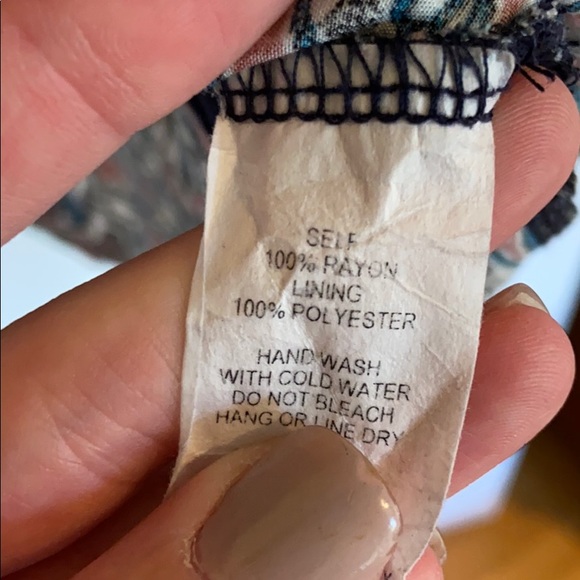 SELF
100% RAYON
LINING
100% POLYESTER
HAND WASH
WITH COLD WATER
DO NOT BLEACH
HANG OR LINE DRY